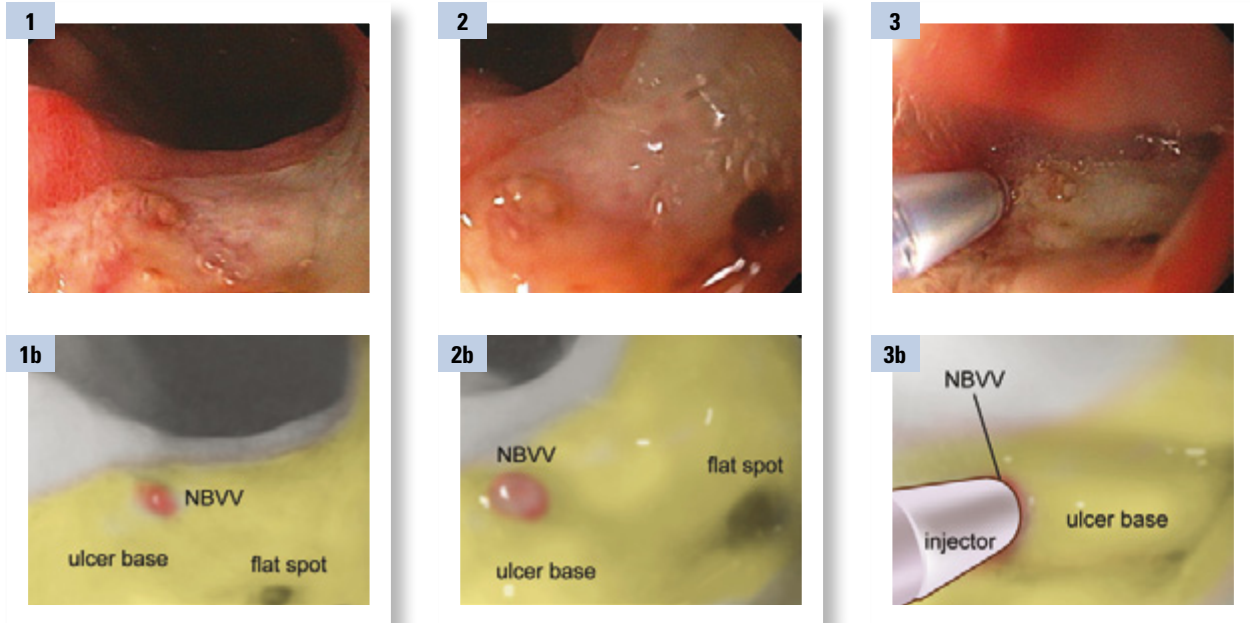 1
2
3
1b
NBVV
ulcer base
flat spot
2b
NBVV
flat spot
ulcer base
3b
NBVV
ulcer base
injector